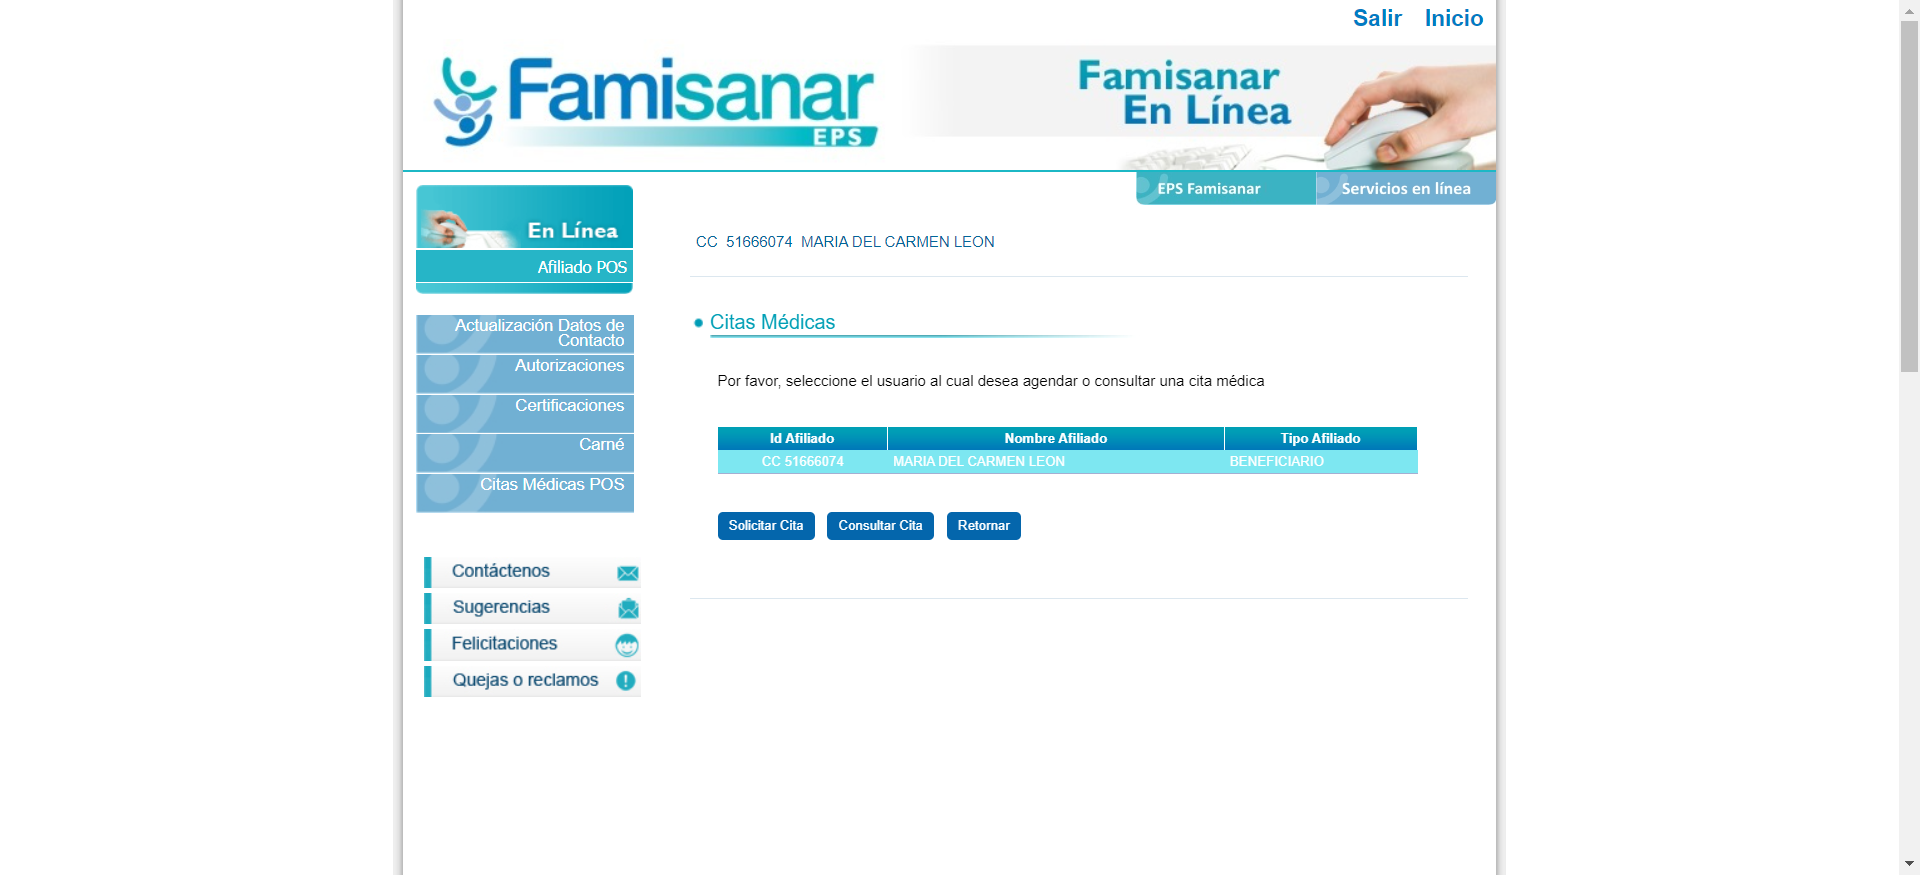 Salir Inicio
Famisanar
EPS
Famisanar
En Línea
EPS Famisanar
Servicios en línea
En Línea
Afiliado POS
CC 51666074 MARIA DEL CARMEN LEON
Actualización Datos de
Contacto
Autorizaciones
Certificaciones
Carné
Citas Médicas POS
Citas Médicas
Por favor, seleccione el usuario al cual desea agendar o consultar una cita médica
Id Afiliado Nombre Afiliado Tipo Afiliado
CC 51666074 MARIA DEL CARMEN LEON BENEFICIARIO
Solicitar Cita Consultar Cita Retornar
Contáctenos
Sugerencias
Felicitaciones
Quejas o reclamos